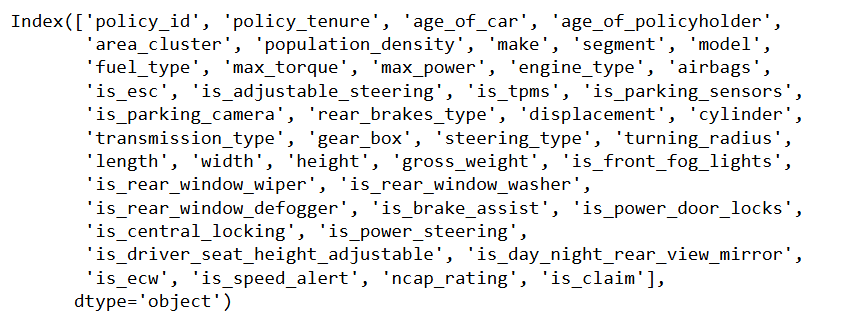 Index(['policy_id', 'policy_tenure', 'age_of_car', 'age_of_policyholder',
'area_cluster', 'population_density', 'make', 'segment', 'model',
'fuel_type', 'max_torque', 'max_power', 'engine_type', 'airbags',
'is_esc', 'is_adjustable_steering', 'is_tpms', 'is_parking_sensors',
'is_parking_camera', 'rear_brakes_type', 'displacement', 'cylinder',
'transmission_type', 'gear_box', 'steering_type', 'turning_radius',
'length', 'width', 'height', 'gross_weight', 'is_front_fog_lights',
'is_rear_window_wiper', 'is_rear_window_washer',
'is_rear_window_defogger', 'is_brake_assist', 'is_power_door_locks',
'is_central_locking', 'is_power_steering',
'is_driver_seat_height_adjustable', 'is_day_night_rear_view_mirror',
'is_ecw', 'is_speed_alert', 'ncap_rating', 'is_claim'],
dtype='object')